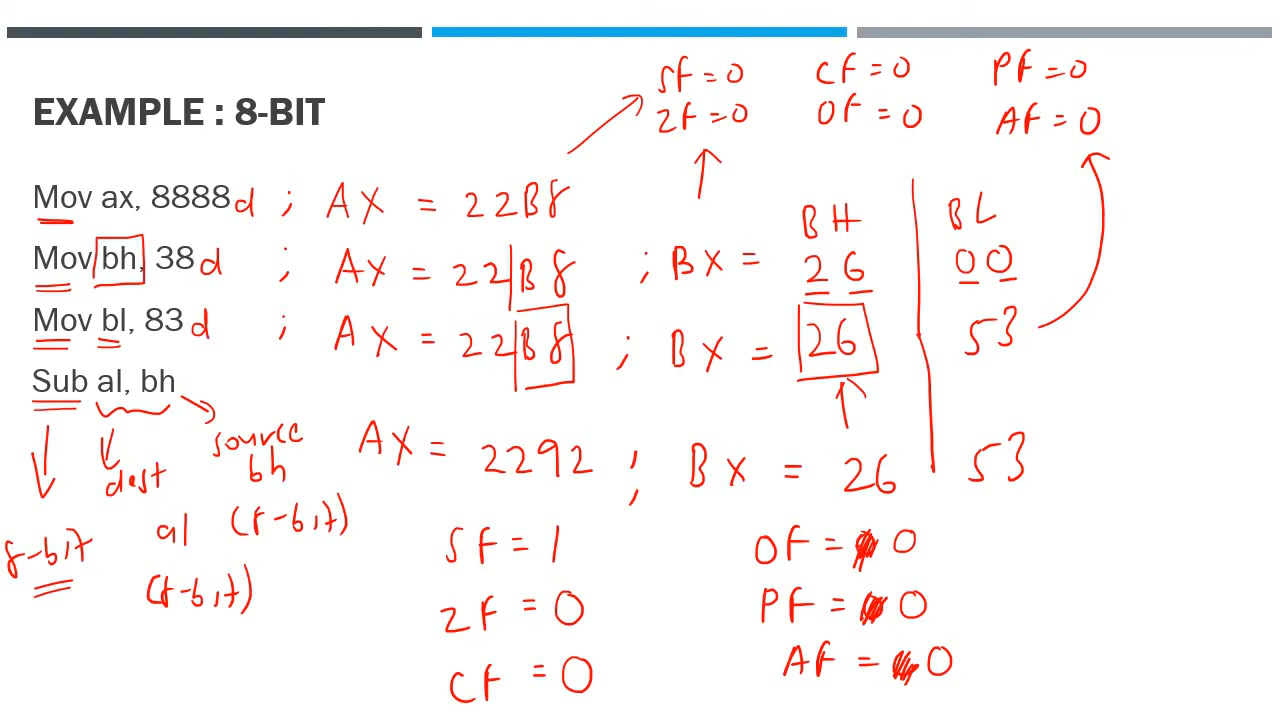 SF = 0 CF = 0 PF = 0
ZF = 0 OF = 0 AF = 0
EXAMPLE : 8-BIT
Mov ax, 8888d ; AX = 22B8
BH BL
Mov bh, 38d ; AX = 22B8 ; BX = 26 00
Mov bl, 83d ; AX = 22B8 ; BX = 26 53
Sub al, bh
AX = 2292 ; BX = 26 53
dest source
bh
8-bit al (8-bit)
(8-bit)
SF = 1 OF = 0
ZF = 0 PF = 0
CF = 0 AF = 0